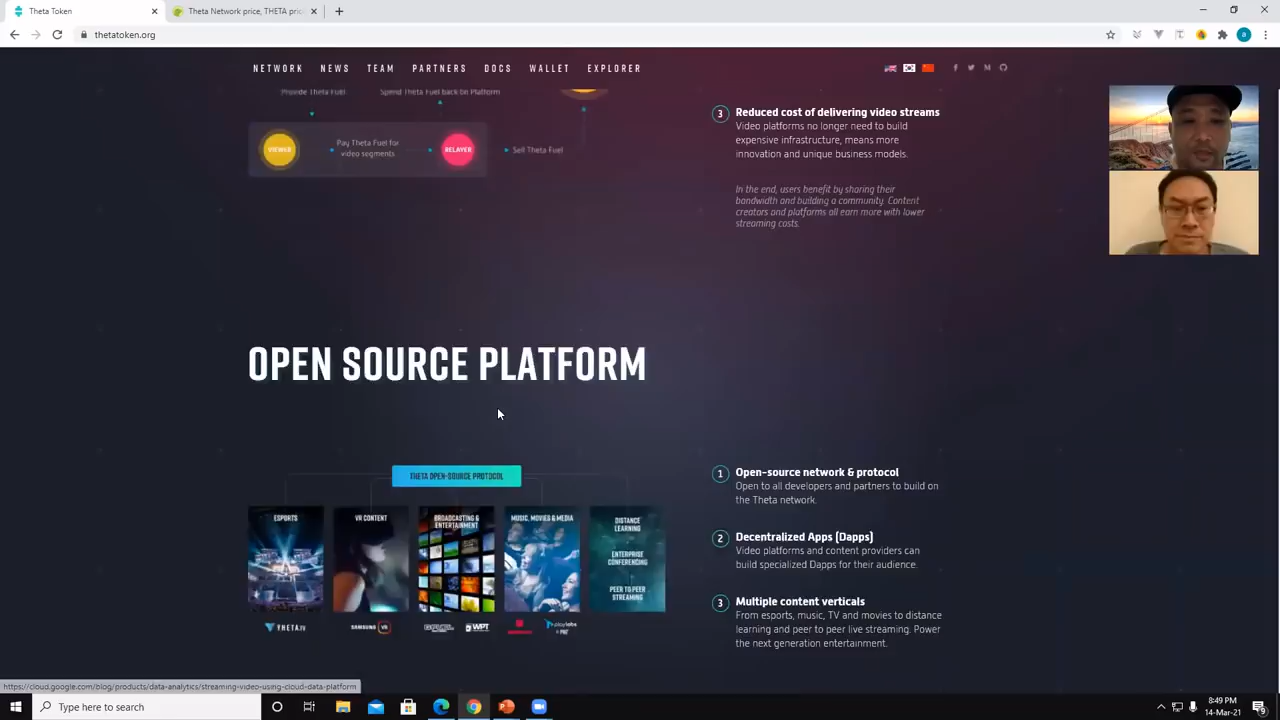 Theta Token
Theta Network price, THETA pric
thetatoken.org
NETWORK NEWS TEAM PARTNERS DOCS WALLET EXPLORER
Provide Theta Fuel
Spend Theta Fuel back on Platform
VIEWER
Pay Theta Fuel for
video segments
RELAYER
Sell Theta Fuel
3 Reduced cost of delivering video streams
Video platforms no longer need to build
expensive infrastructure, means more
innovation and unique business models.
In the end, users benefit by sharing their
bandwidth and building a community. Content
creators and platforms all earn more with lower
streaming costs.
OPEN SOURCE PLATFORM
THETA OPEN-SOURCE PROTOCOL
ESPORTS
VR CONTENT
BROADCASTING &
ENTERTAINMENT
MUSIC, MOVIES & MEDIA
DISTANCE
LEARNING
ENTERPRISE
CONFERENCING
PEER TO PEER
STREAMING
THETA.tv
SAMSUNG VR
WPT
playlabs
1 Open-source network & protocol
Open to all developers and partners to build on
the Theta network.
2 Decentralized Apps (Dapps)
Video platforms and content providers can
build specialized Dapps for their audience.
3 Multiple content verticals
From esports, music, TV and movies to distance
learning and peer to peer live streaming. Power
the next generation entertainment.
https://cloud.google.com/blog/products/data-analytics/streaming-video-using-cloud-data-platform
Type here to search
8:49 PM
14-Mar-21